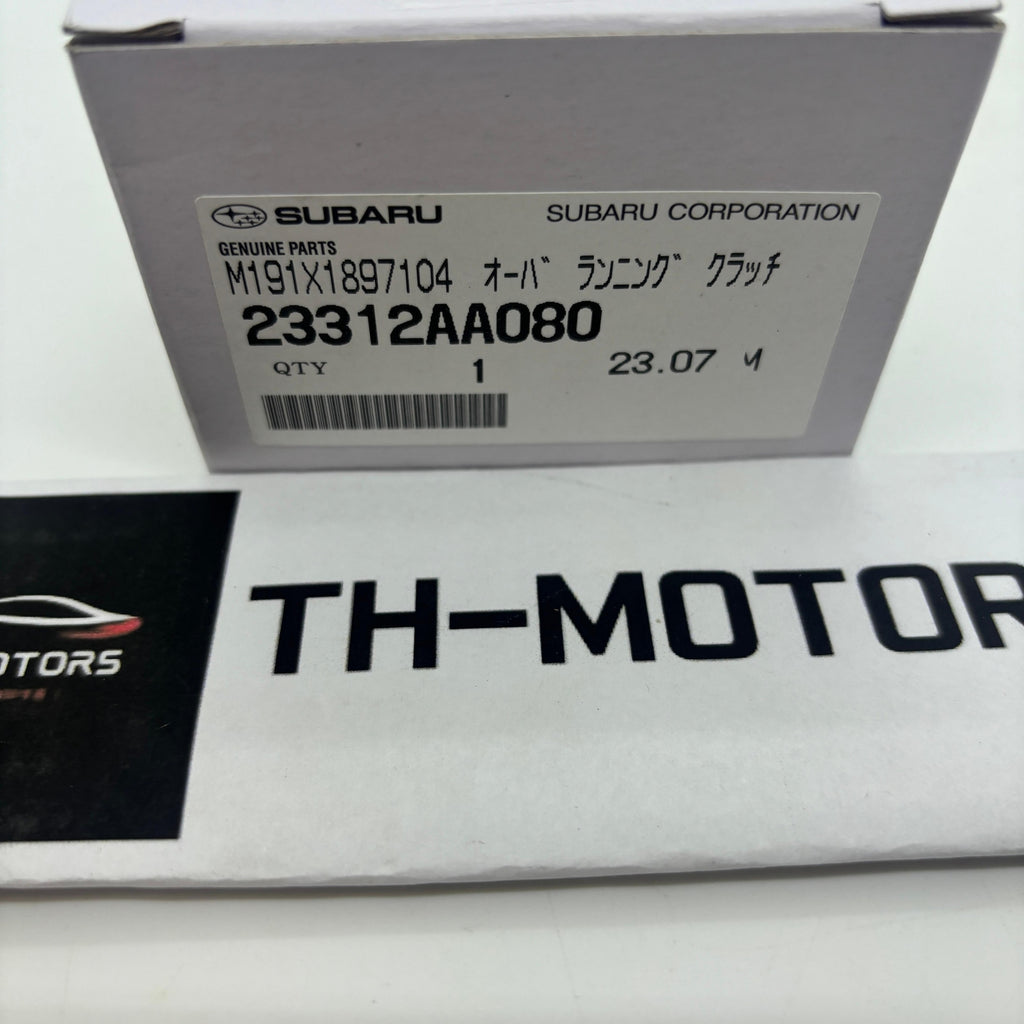 SUBARU SUBARU CORPORATION
GENUINE PARTS
M191X1897104 オーバ ランニング クラッチ
23312AA080
QTY 1 23.07 M
OTORS
TH-MOTOR